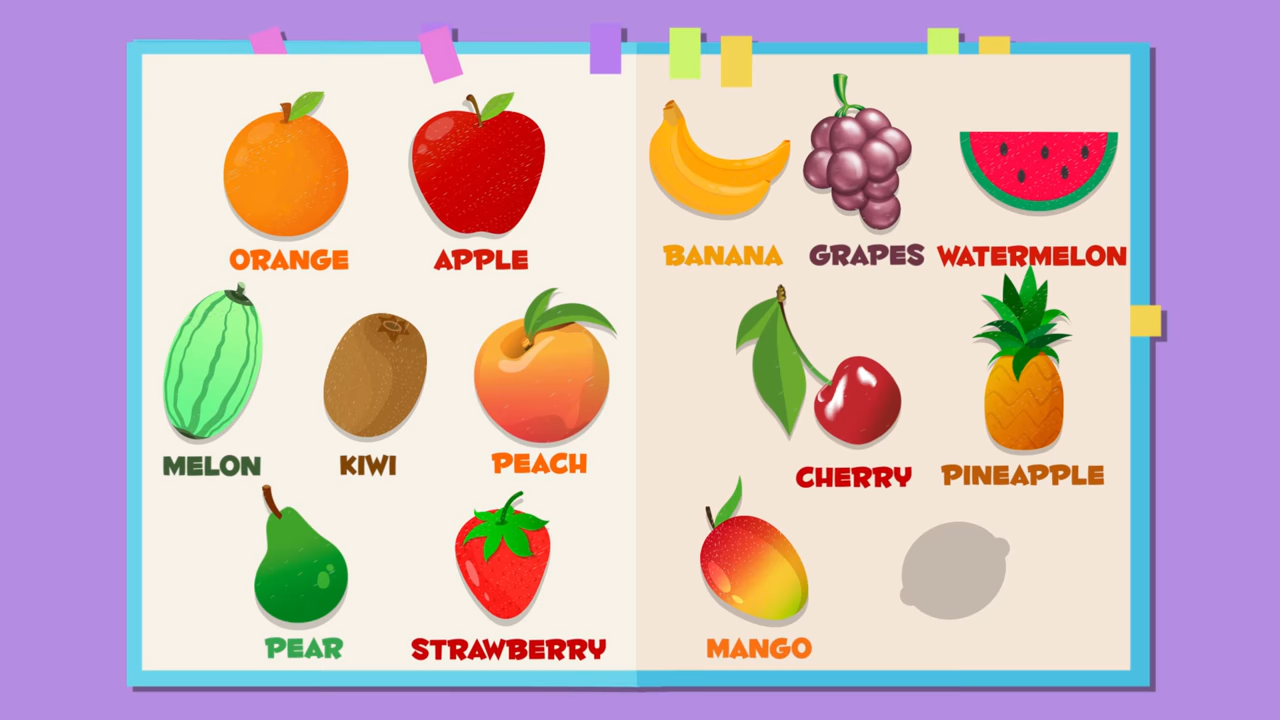 ORANGE
APPLE
MELON
KIWI
PEACH
PEAR
STRAWBERRY
BANANA
GRAPES
WATERMELON
CHERRY
PINEAPPLE
MANGO